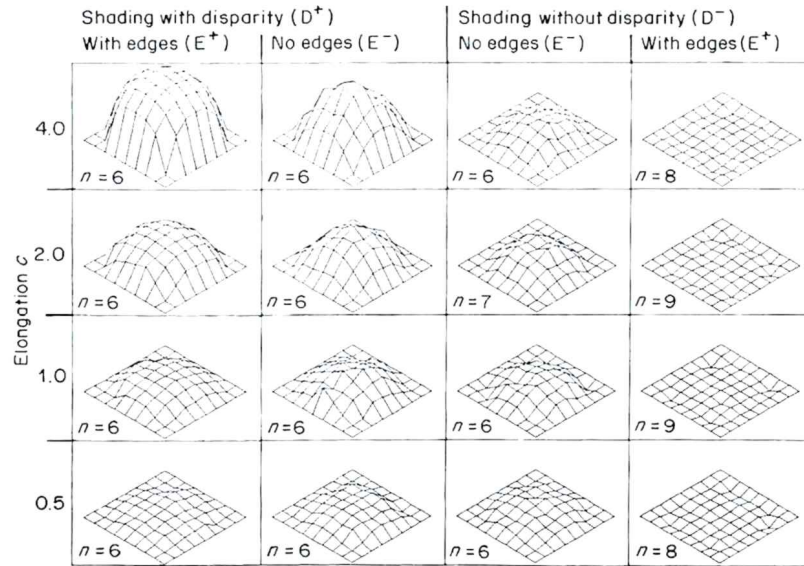 Shading with disparity (D⁺) Shading without disparity (D⁻)
With edges (E⁺) No edges (E⁻) No edges (E⁻) With edges (E⁺)
Elongation c
4.0
n = 6 n = 6 n = 6 n = 8
2.0
n = 6 n = 6 n = 7 n = 9
1.0
n = 6 n = 6 n = 6 n = 9
0.5
n = 6 n = 6 n = 6 n = 8